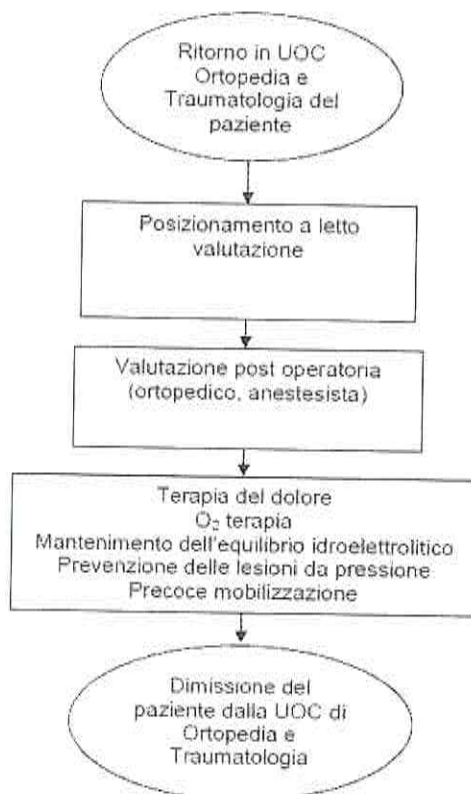 Ritorno in UOC
Ortopedia e
Traumatologia del
paziente
Posizionamento a letto
valutazione
Valutazione post operatoria
(ortopedico, anestesista)
Terapia del dolore
O₂ terapia
Mantenimento dell'equilibrio idroelettrolitico
Prevenzione delle lesioni da pressione
Precoce mobilizzazione
Dimissione del
paziente dalla UOC di
Ortopedia e
Traumatologia